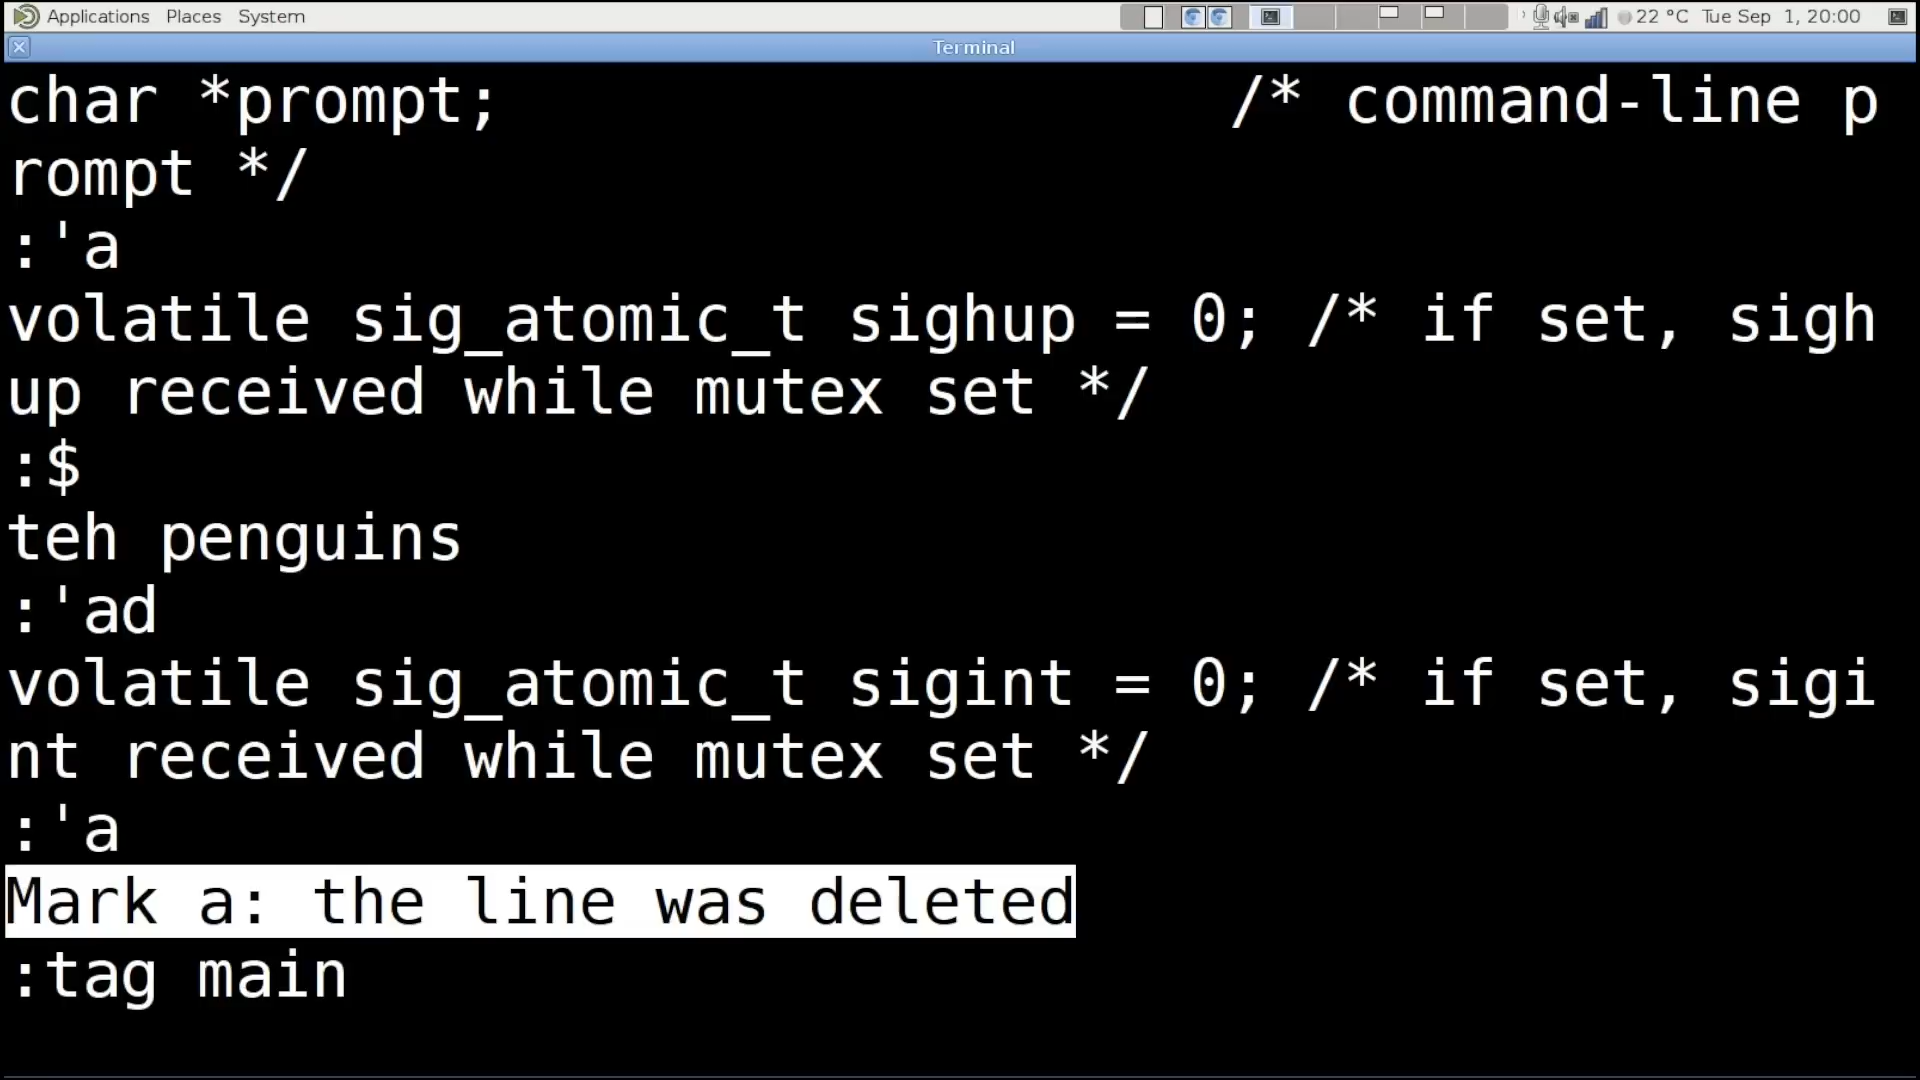 Applications Places System 22 °C Tue Sep 1, 20:00
Terminal
char *prompt; /* command-line p
rompt */
:'a
volatile sig_atomic_t sighup = 0; /* if set, sigh
up received while mutex set */
:$
teh penguins
:'ad
volatile sig_atomic_t sigint = 0; /* if set, sigi
nt received while mutex set */
:'a
Mark a: the line was deleted
:tag main